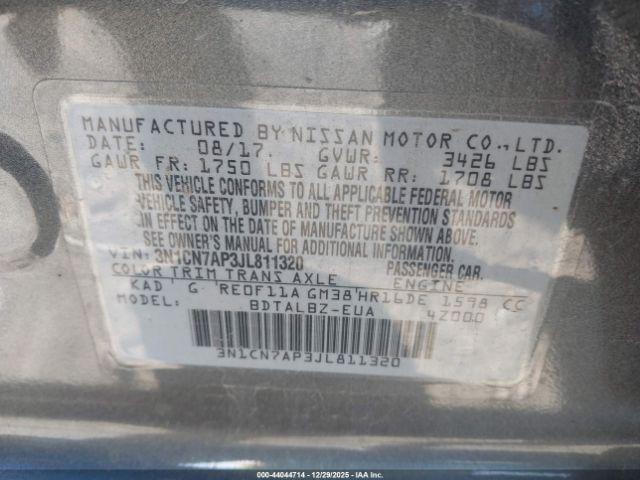 MANUFACTURED BY NISSAN MOTOR CO.,LTD.
DATE: 08/17. GVWR: 3426 LBS
GAWR FR: 1750 LBS GAWR RR: 1708 LBS
THIS VEHICLE CONFORMS TO ALL APPLICABLE FEDERAL MOTOR
VEHICLE SAFETY, BUMPER AND THEFT PREVENTION STANDARDS
IN EFFECT ON THE DATE OF MANUFACTURE SHOWN ABOVE.
SEE OWNER'S MANUAL FOR ADDITIONAL INFORMATION.
VIN: 3N1CN7AP3JL811320 PASSENGER CAR.
COLOR TRIM TRANS AXLE ENGINE
KAD G RE0F11A GM38 HR16DE 1598 CC
BDTALBZ-EUA 4Z000
3N1CN7AP3JL811320
© COPY - 44044714 - 12/29/2025 - IAA Inc.